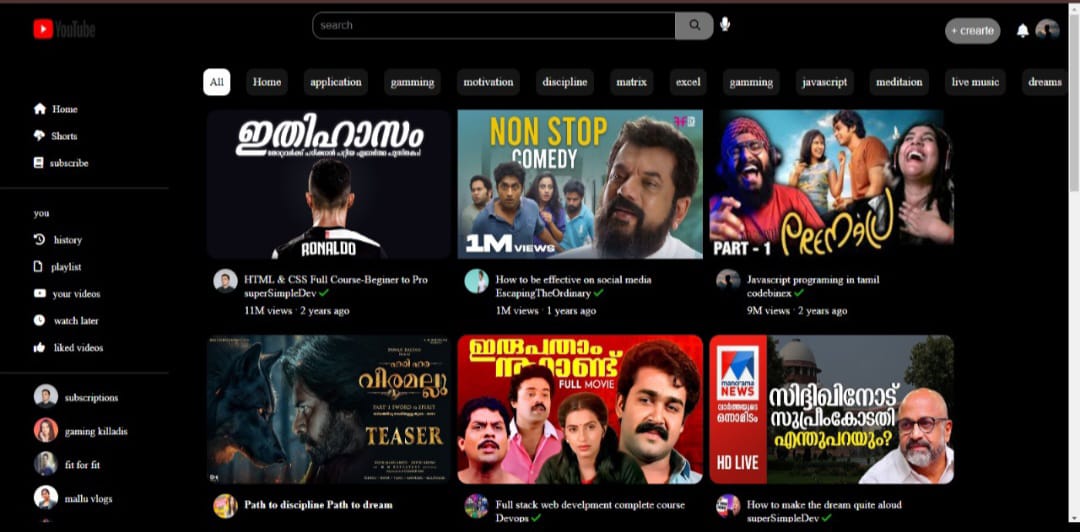 YouTube
search
+ crearte
All
Home
application
gamming
motivation
discipline
matrix
excel
gamming
javascript
meditaion
live music
dreams
Home
Shorts
subscribe
you
history
playlist
your videos
watch later
liked videos
subscriptions
gaming killadis
fit for fit
mallu vlogs
ഇതിഹാസം
RONALDO
HTML & CSS Full Course-Beginer to Pro
superSimpleDev
11M views · 2 years ago
NON STOP
COMEDY
1M VIEWS
How to be effective on social media
EscapingTheOrdinary
1M views · 1 years ago
PART - 1
Javascript programing in tamil
codebinex
9M views · 2 years ago
ഹരി ഹര
വീരമല്ലു
PART 1 SWORD vs SPIRIT
TEASER
Path to discipline Path to dream
ഇരുപതാം
നൂറ്റാണ്ട്
FULL MOVIE
Full stack web develpment complete course
Devops
manorama
NEWS
വാർത്തയുടെ
ഒന്നാമിടം
HD LIVE
സിദ്ദിഖിനോട്
സുപ്രീംകോടതി
എന്തുപറയും?
How to make the dream quite aloud
superSimpleDev